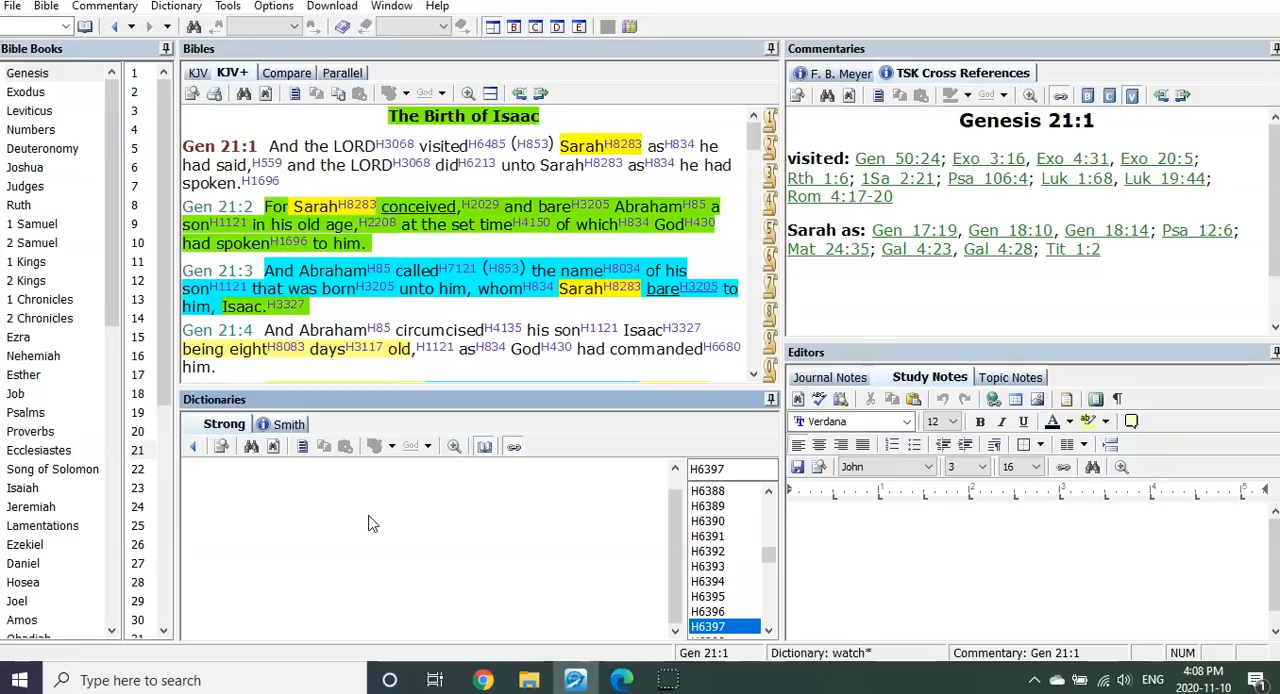 File Bible Commentary Dictionary Tools Options Download Window Help
B C D E
Bible Books
Genesis
Exodus
Leviticus
Numbers
Deuteronomy
Joshua
Judges
Ruth
1 Samuel
2 Samuel
1 Kings
2 Kings
1 Chronicles
2 Chronicles
Ezra
Nehemiah
Esther
Job
Psalms
Proverbs
Ecclesiastes
Song of Solomon
Isaiah
Jeremiah
Lamentations
Ezekiel
Daniel
Hosea
Joel
Amos
Obadiah
1
2
3
4
5
6
7
8
9
10
11
12
13
14
15
16
17
18
19
20
21
22
23
24
25
26
27
28
29
30
31
Bibles
KJV KJV+ Compare Parallel
God
The Birth of Isaac
Gen 21:1 And the LORDH3068 visitedH6485 (H853) SarahH8283 asH834 he
had said,H559 and the LORDH3068 didH6213 unto SarahH8283 asH834 he had
spoken.H1696
Gen 21:2 For SarahH8283 conceived,H2029 and bareH3205 AbrahamH85 a
sonH1121 in his old age,H2208 at the set timeH4150 of whichH834 GodH430
had spokenH1696 to him.
Gen 21:3 And AbrahamH85 calledH7121 (H853) the nameH8034 of his
sonH1121 that was bornH3205 unto him, whomH834 SarahH8283 bareH3205 to
him, Isaac.H3327
Gen 21:4 And AbrahamH85 circumcisedH4135 his sonH1121 IsaacH3327
being eightH8083 daysH3117 old,H1121 asH834 GodH430 had commandedH6680
him.
Dictionaries
Strong Smith
God
H6397
H6388
H6389
H6390
H6391
H6392
H6393
H6394
H6395
H6396
H6397
Commentaries
F. B. Meyer TSK Cross References
God B C V
Genesis 21:1
visited: Gen 50:24; Exo 3:16, Exo 4:31, Exo 20:5;
Rth 1:6; 1Sa 2:21; Psa 106:4; Luk 1:68, Luk 19:44;
Rom 4:17-20
Sarah as: Gen 17:19, Gen 18:10, Gen 18:14; Psa 12:6;
Mat 24:35; Gal 4:23, Gal 4:28; Tit 1:2
Editors
Journal Notes Study Notes Topic Notes
Verdana 12 B I U A ab
John 3 16
1 2 3 4 5
Gen 21:1 Dictionary: watch* Commentary: Gen 21:1 NUM
Type here to search
ENG
4:08 PM
2020-11-10
1